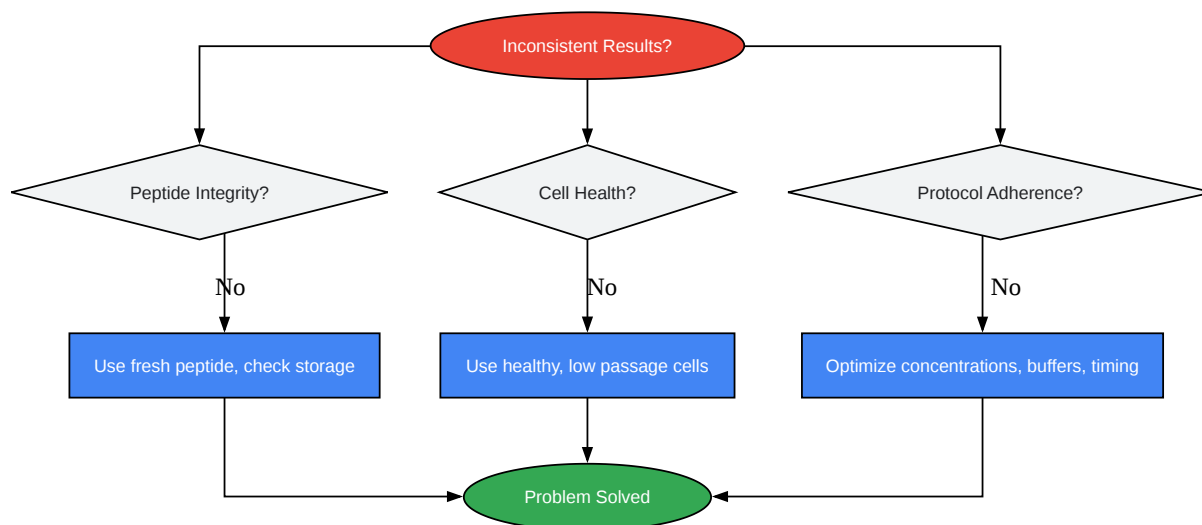 Inconsistent Results?
Peptide Integrity?
Cell Health?
Protocol Adherence?
No
No
No
Use fresh peptide, check storage
Use healthy, low passage cells
Optimize concentrations, buffers, timing
Problem Solved